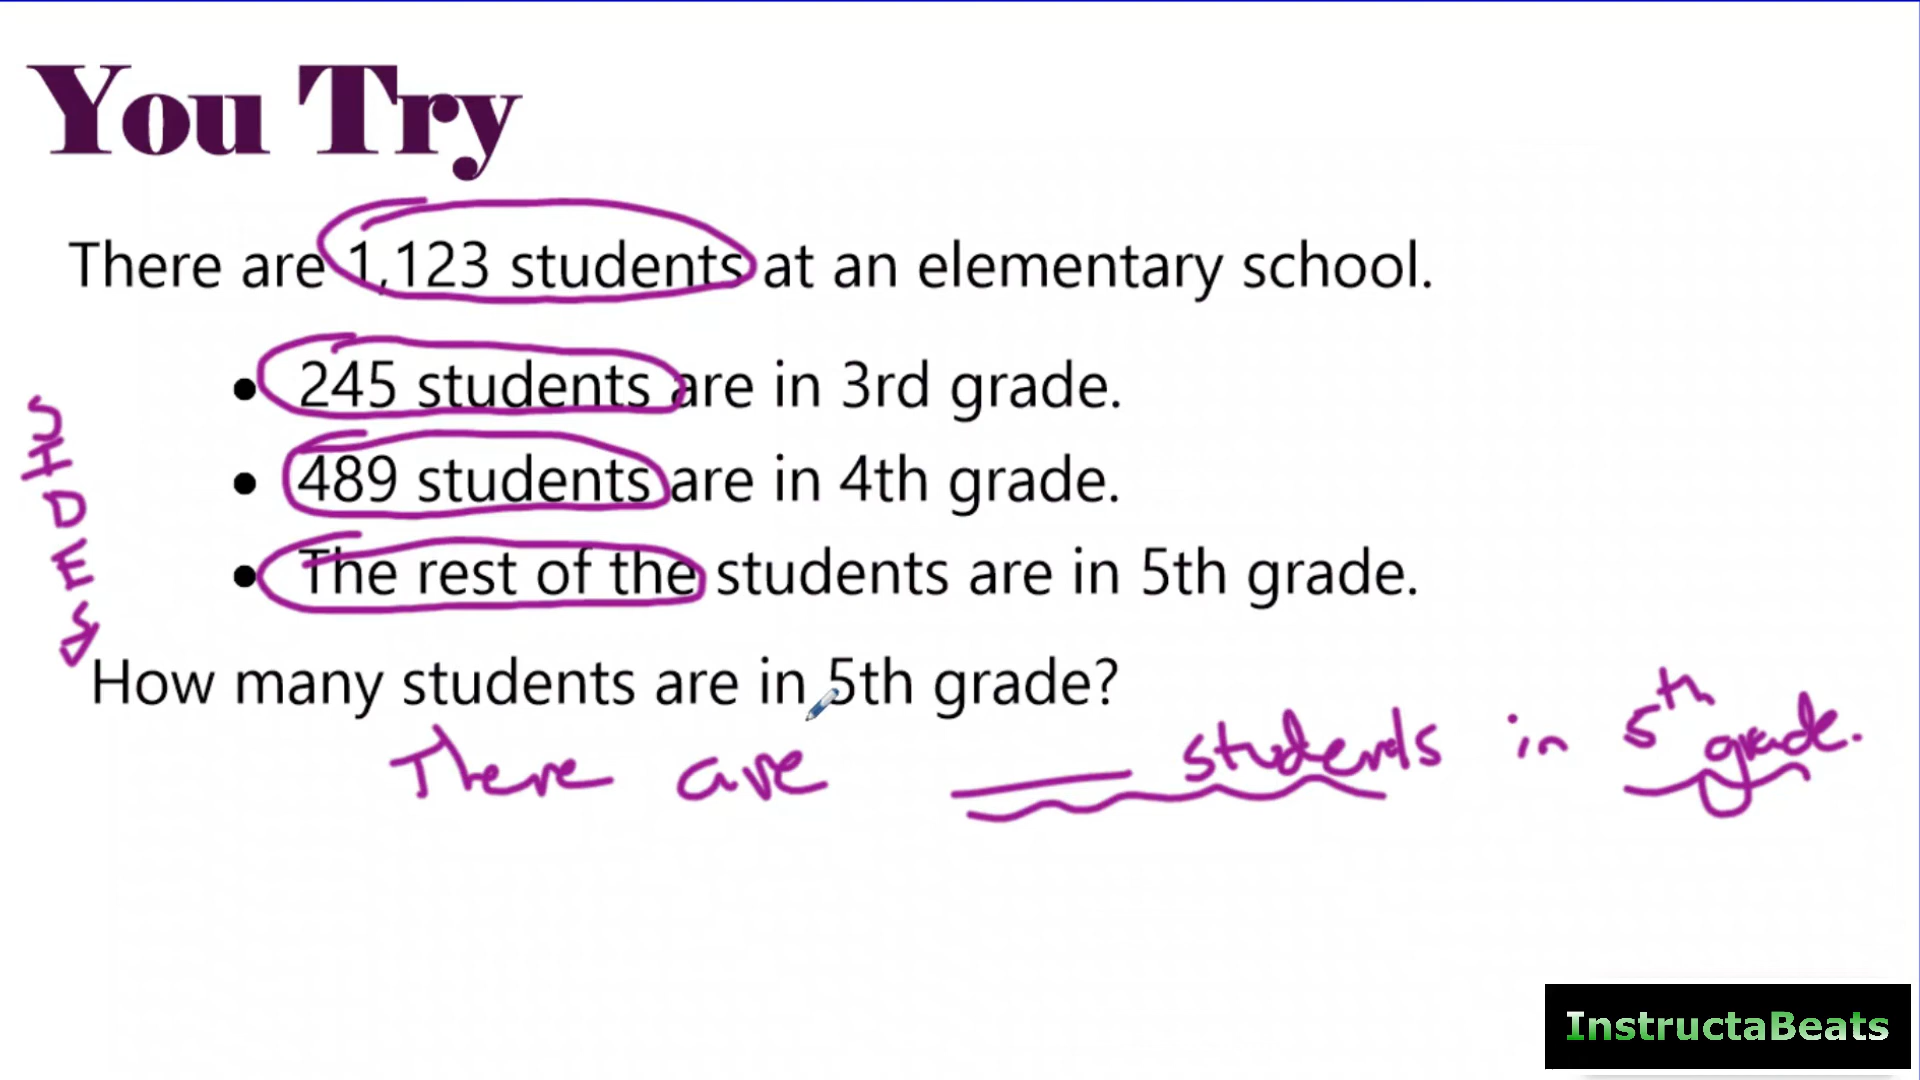 You Try
There are 1,123 students at an elementary school.
• 245 students are in 3rd grade.
• 489 students are in 4th grade.
• The rest of the students are in 5th grade.
S
H
D
E
S
How many students are in 5th grade?
There are ____ students in 5th grade.
InstructaBeats